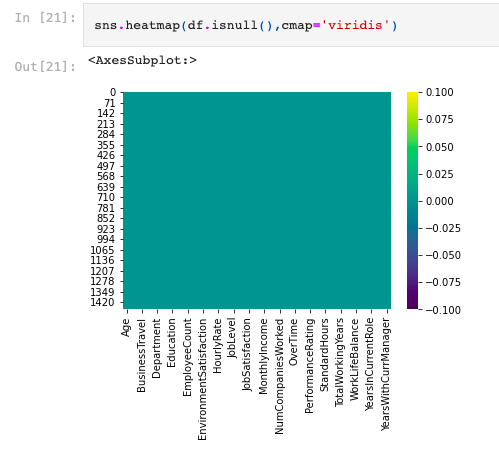 In [21]: sns.heatmap(df.isnull(),cmap='viridis')
Out[21]: <AxesSubplot:>
0
71
142
213
284
355
426
497
568
639
710
781
852
923
994
1065
1136
1207
1278
1349
1420
0.100
0.075
0.050
0.025
0.000
−0.025
−0.050
−0.075
−0.100
Age
BusinessTravel
Department
Education
EmployeeCount
EnvironmentSatisfaction
HourlyRate
JobLevel
JobSatisfaction
MonthlyIncome
NumCompaniesWorked
OverTime
PerformanceRating
StandardHours
TotalWorkingYears
WorkLifeBalance
YearsInCurrentRole
YearsWithCurrManager